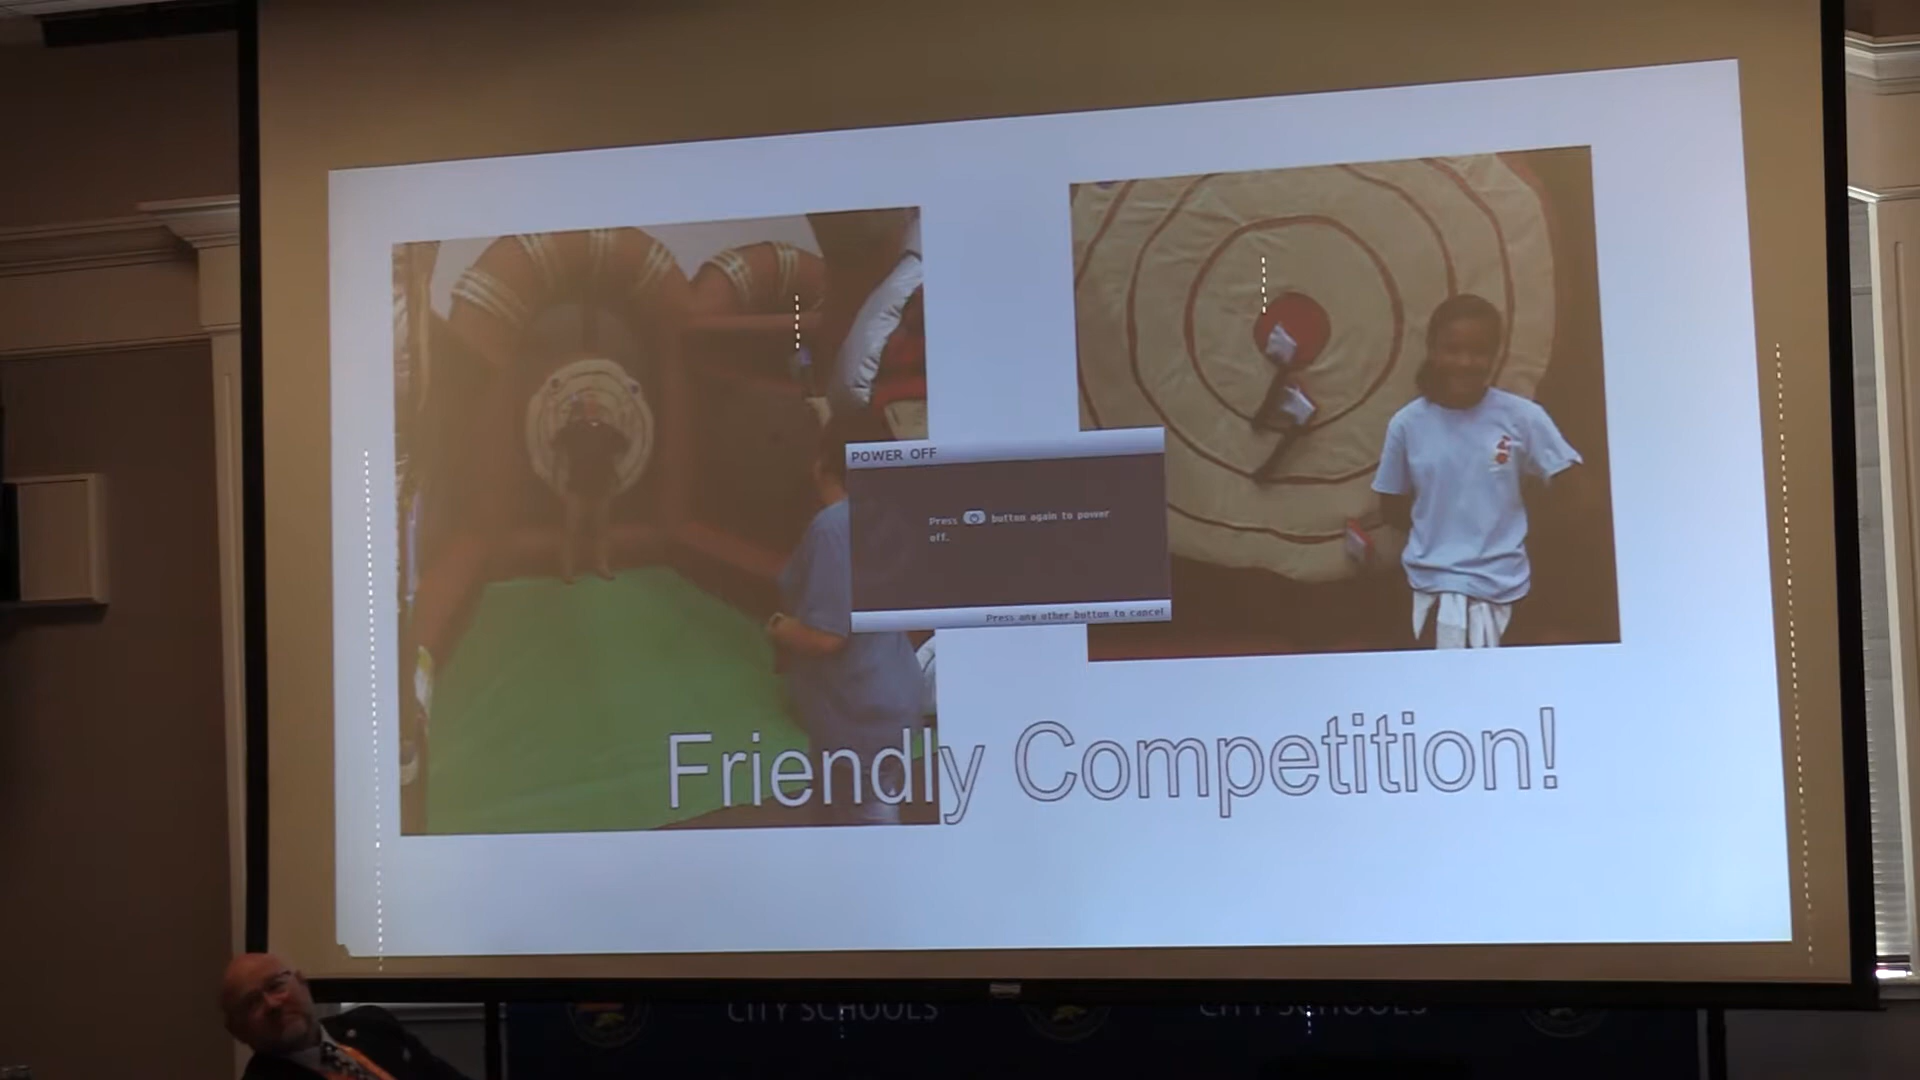 POWER OFF
Press button again to power
off.
Press any other button to cancel
Friendly Competition!
CITY SCHOOLS
CITY SCHOOLS